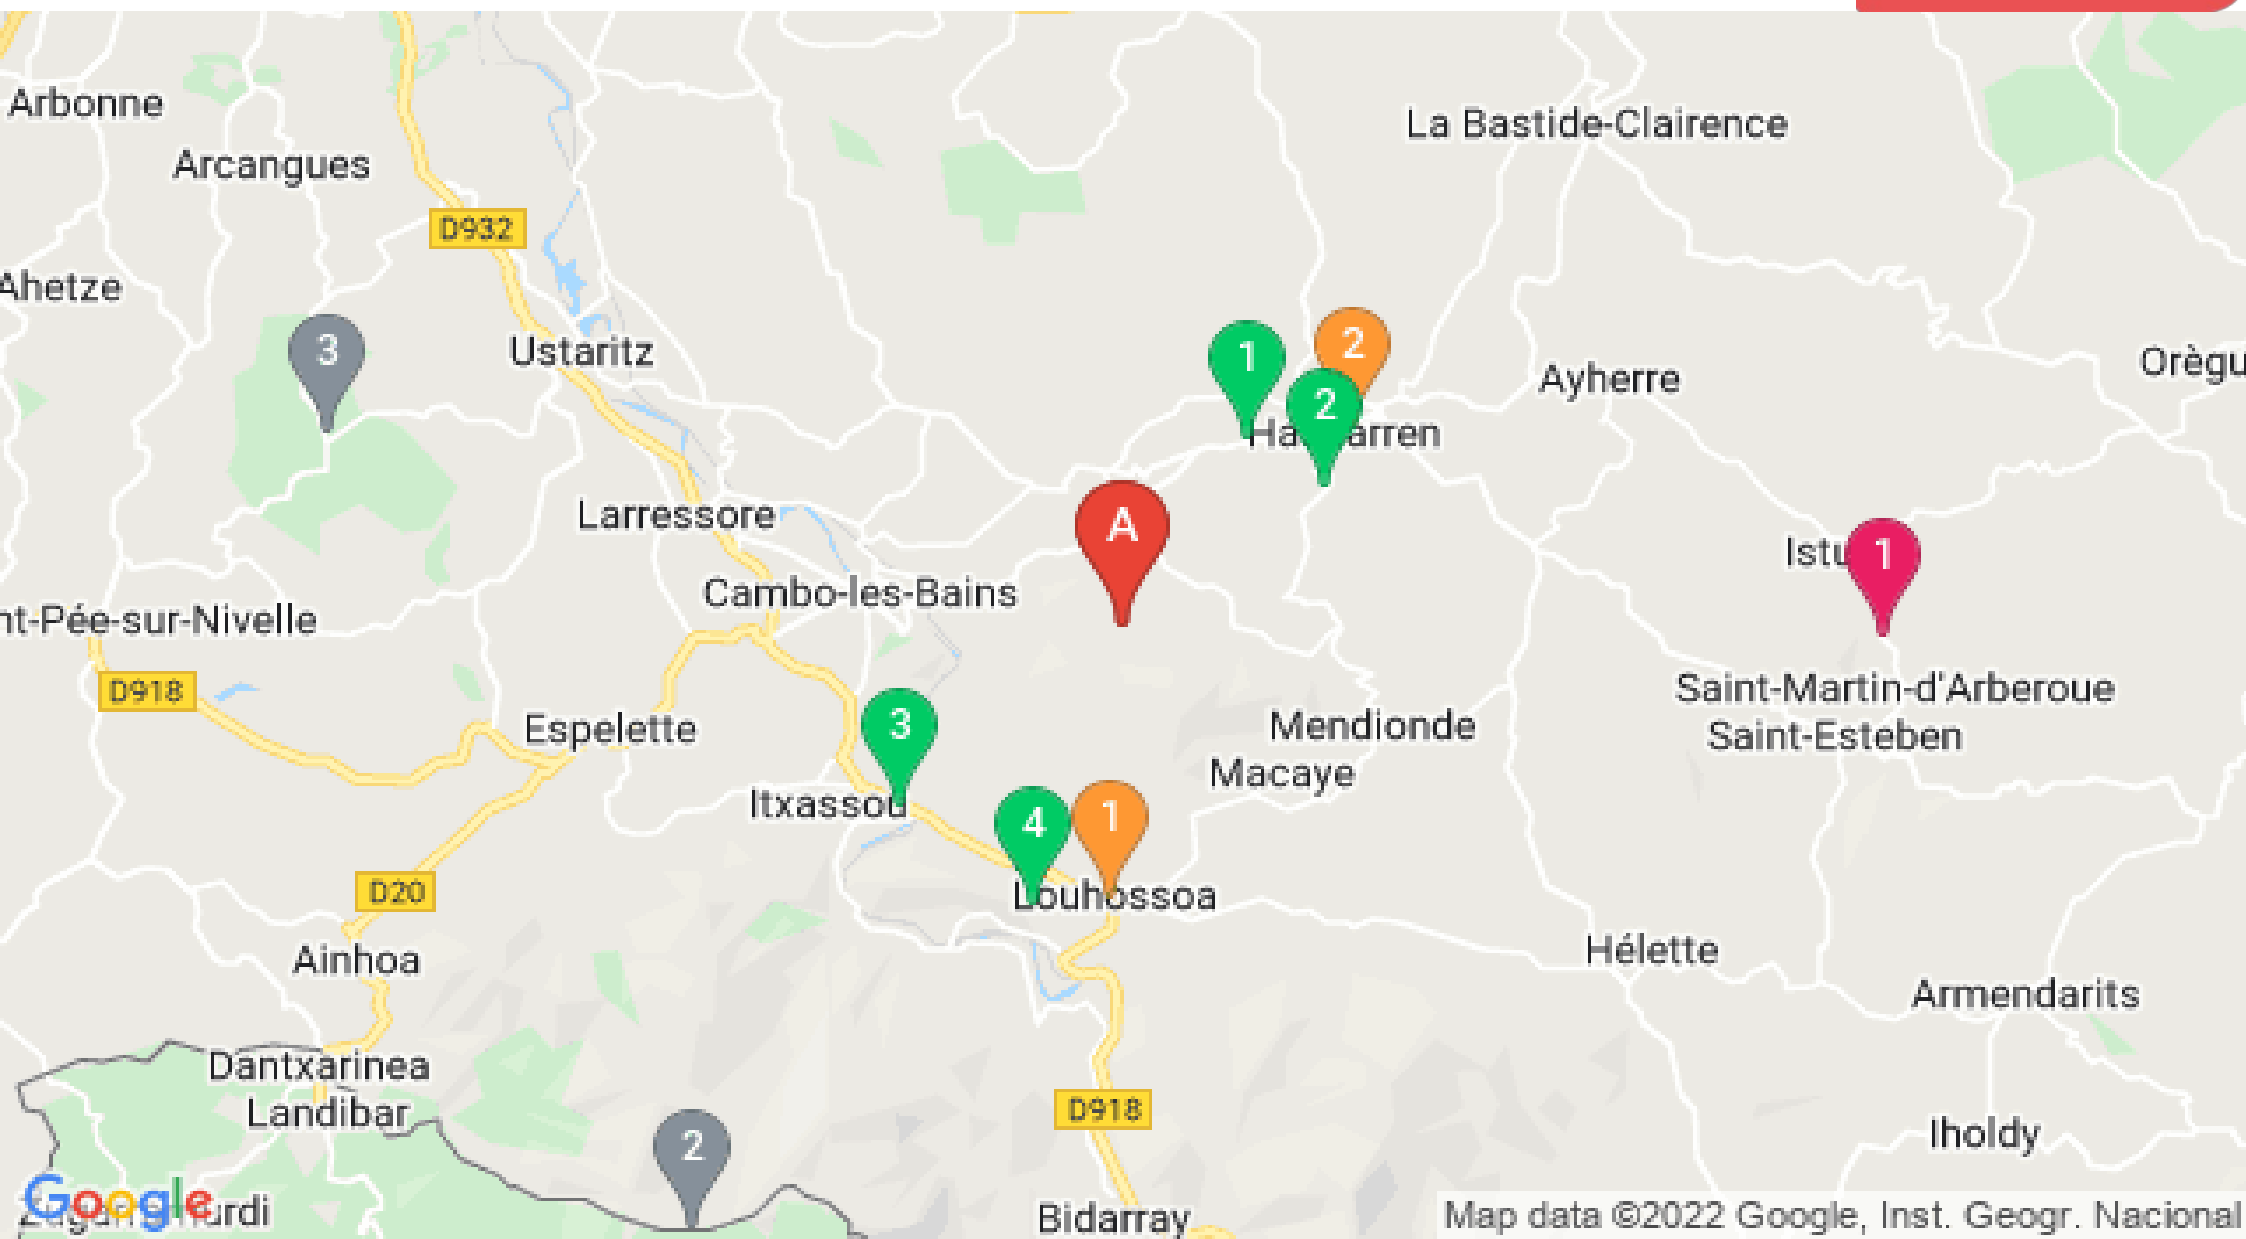 Arbonne
La Bastide-Clairence
Arcangues
D932
Ahetze
3
Ustaritz
1
2
2
Ayherre
Larressore
A
1
Cambo-les-Bains
nt-Pée-sur-Nivelle
D918
Saint-Martin-d'Arberoue
Espelette
3
Mendionde
Saint-Esteben
Macaye
Itxassou
4
1
D20
Louhossoa
Ainhoa
Hélette
Armendarits
Dantxarinea
Landibar
D918
2
Iholdy
Google
Bidarray
Map data ©2022 Google, Inst. Geogr. Nacional